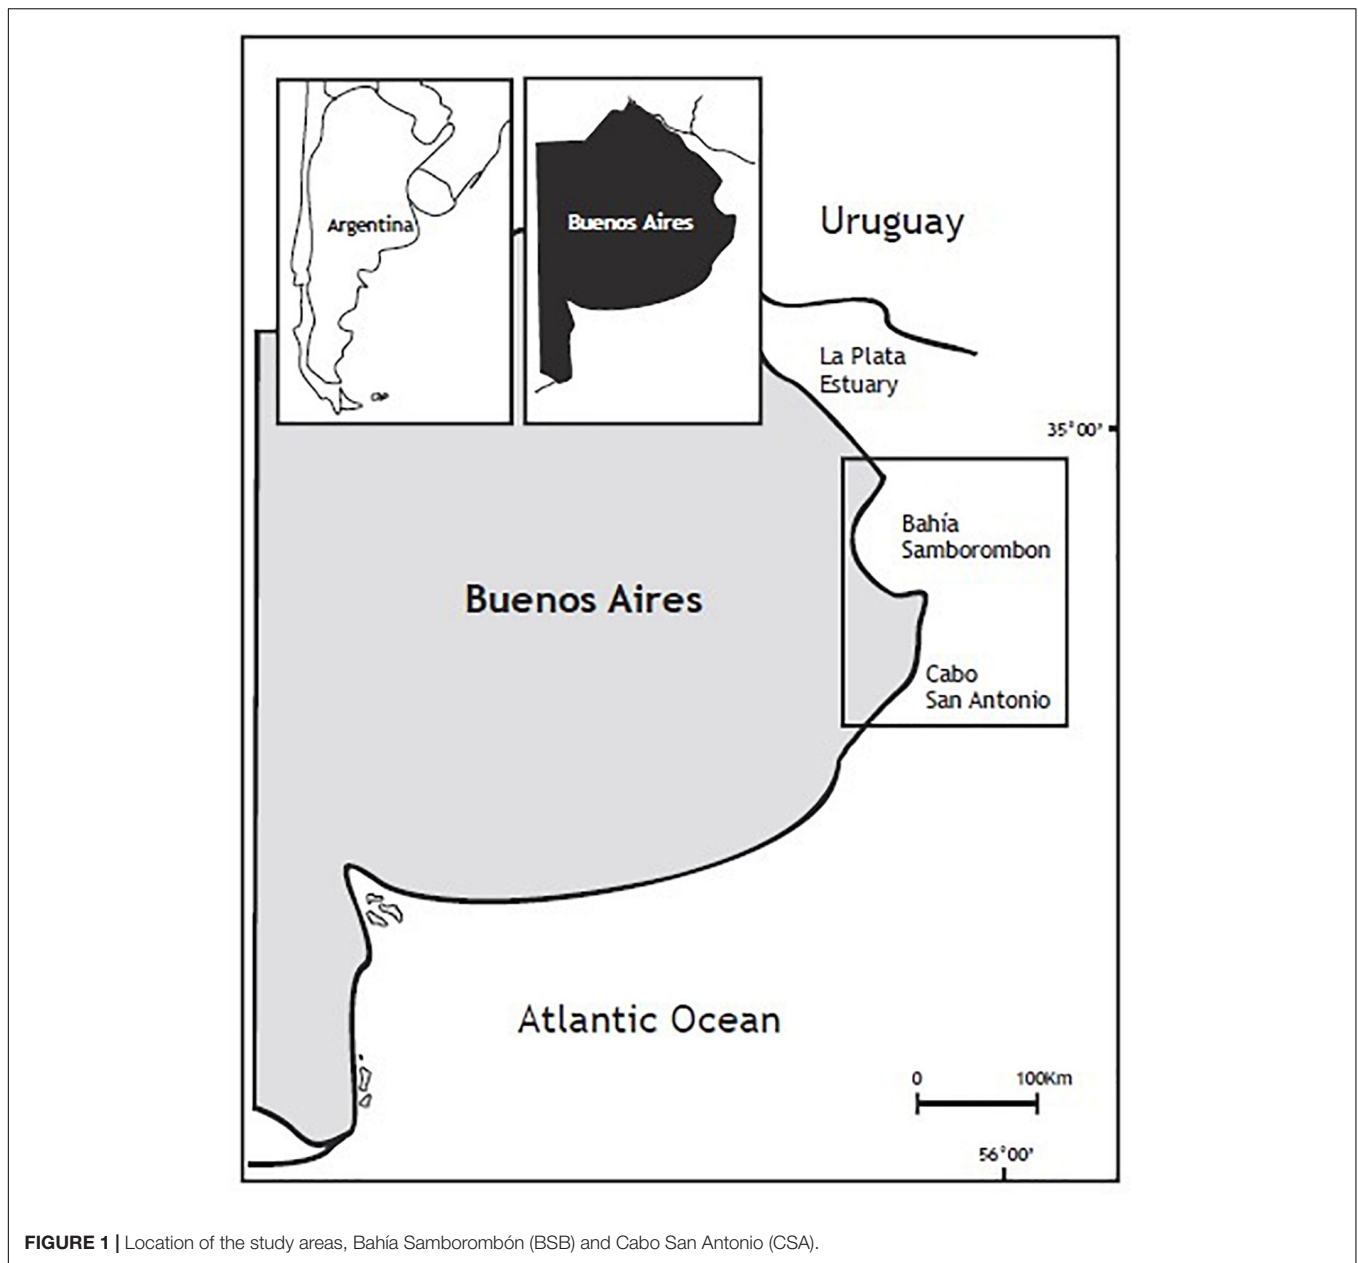 Argentina
Buenos Aires
Uruguay
La Plata
Estuary
35°00’
Bahía
Samborombon
Buenos Aires
Cabo
San Antonio
Atlantic Ocean
0 100Km
56°00’
FIGURE 1 | Location of the study areas, Bahía Samborombón (BSB) and Cabo San Antonio (CSA).